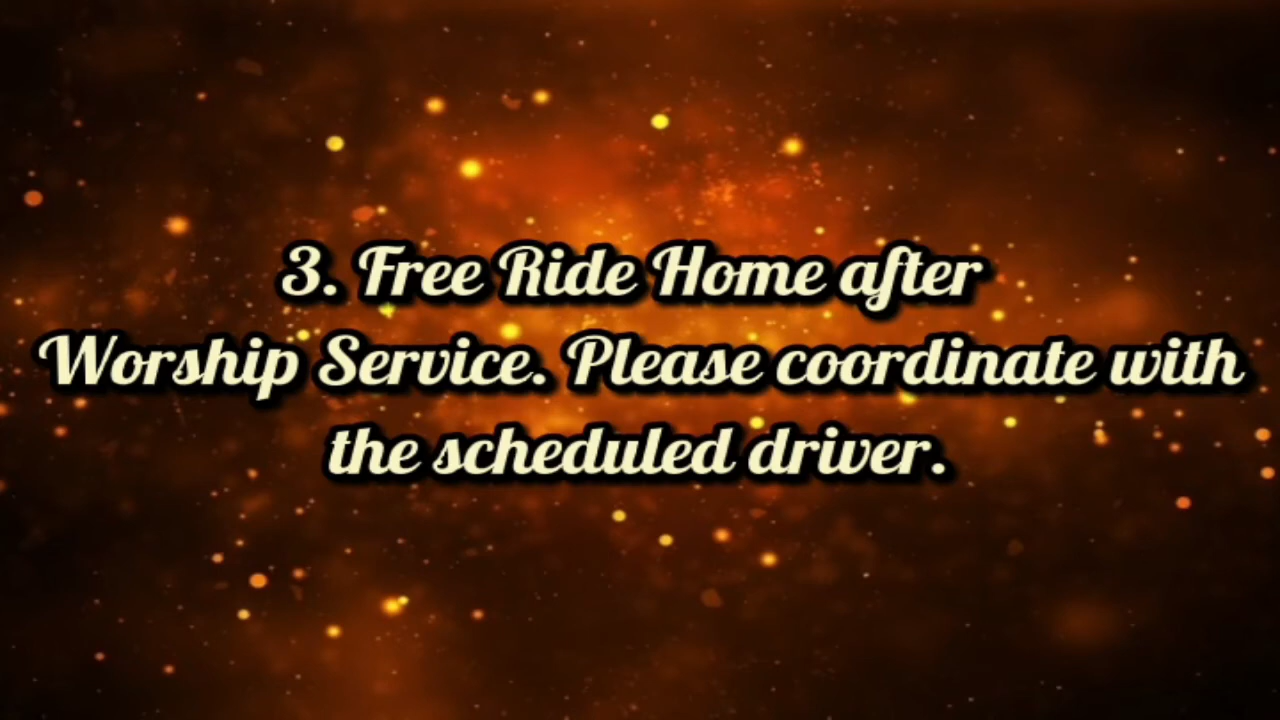 3. Free Ride Home after
Worship Service. Please coordinate with
the scheduled driver.